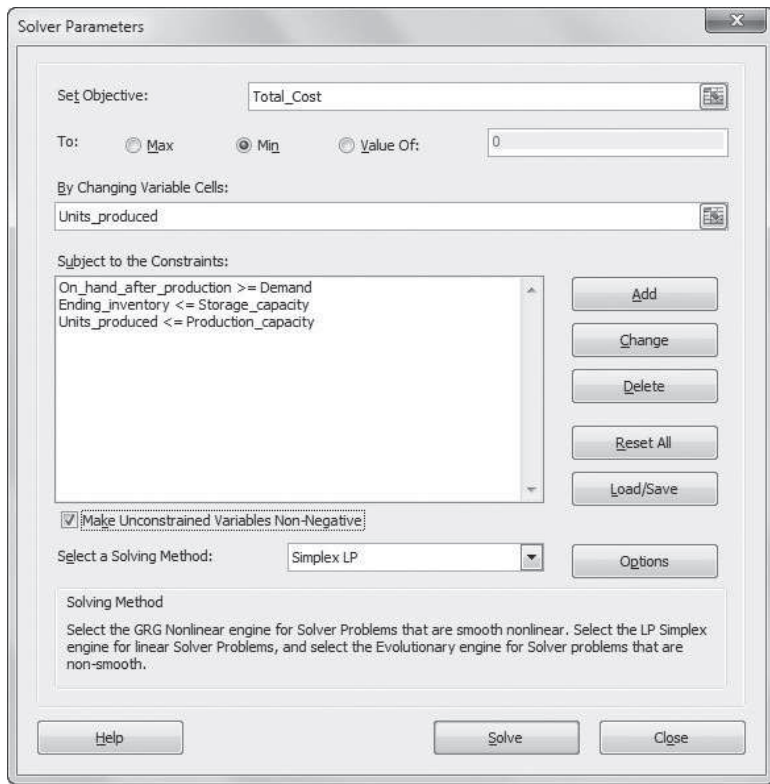 Solver Parameters
X
Set Objective:
Total_Cost
To:
Max
Min
Value Of:
0
By Changing Variable Cells:
Units_produced
Subject to the Constraints:
On_hand_after_production >= Demand
Ending_inventory <= Storage_capacity
Units_produced <= Production_capacity
Add
Change
Delete
Reset All
Load/Save
Make Unconstrained Variables Non-Negative
Select a Solving Method:
Simplex LP
Options
Solving Method
Select the GRG Nonlinear engine for Solver Problems that are smooth nonlinear. Select the LP Simplex
engine for linear Solver Problems, and select the Evolutionary engine for Solver problems that are
non-smooth.
Help
Solve
Close